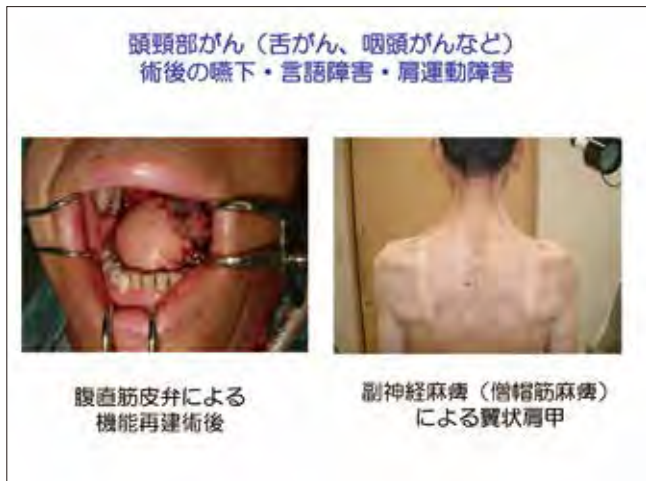 頭頸部がん（舌がん、咽頭がんなど）
術後の嚥下・言語障害・肩運動障害
腹直筋皮弁による
機能再建術後
副神経麻痺（僧帽筋麻痺）
による翼状肩甲